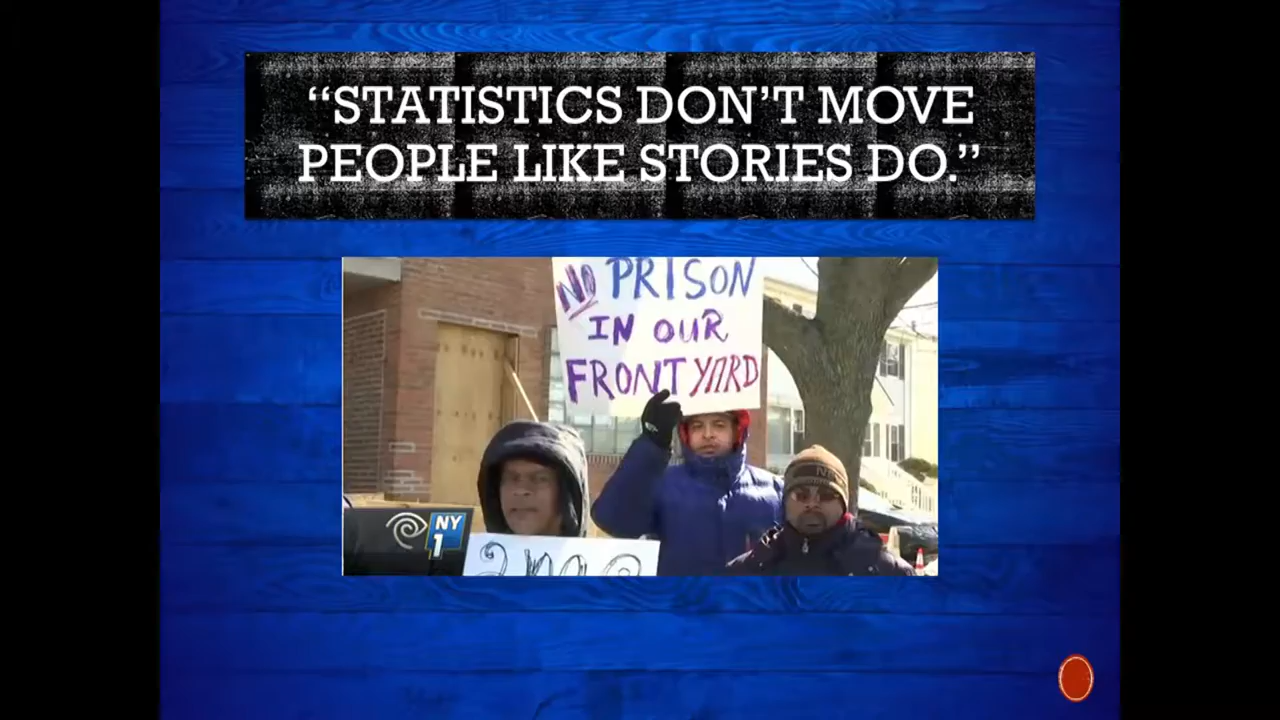 “STATISTICS DON’T MOVE
PEOPLE LIKE STORIES DO.”
NO PRISON
IN OUR
FRONT YARD
NY
1